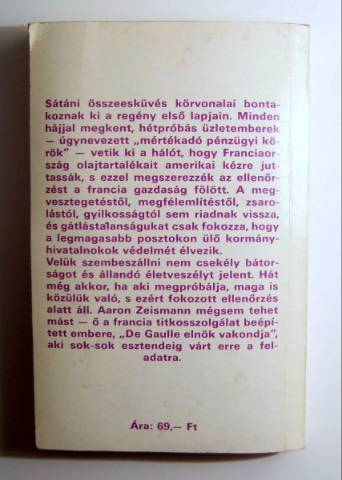 Sátáni összeesküvés körvonalai bonta-
koznak ki a regény első lapjain. Minden
hájjal megkent, hétpróbás üzletemberek
— úgynevezett „mértékadó pénzügyi kö-
rök” — vetik ki a hálót, hogy Franciaor-
szág olajtartalékait amerikai kézre jut-
tassák, s ezzel megszerezzék az ellenőr-
zést a francia gazdaság fölött. A meg-
vesztegetéstől, megfélemlítéstől, zsaro-
lástól, gyilkosságtól sem riadnak vissza,
és gátlástalanságukat csak fokozza, hogy
a legmagasabb posztokon ülő kormány-
hivatalnokok védelmét élvezik.
Velük szembeszállni nem csekély bátor-
ságot és állandó életveszélyt jelent. Hát
még akkor, ha aki megpróbálja, maga is
közülük való, s ezért fokozott ellenőrzés
alatt áll. Aaron Zeismann mégsem tehet
mást — ő a francia titkosszolgálat beépí-
tett embere, „De Gaulle elnök vakondja”,
aki sok-sok esztendeig várt erre a fel-
adatra.
Ára: 69,— Ft